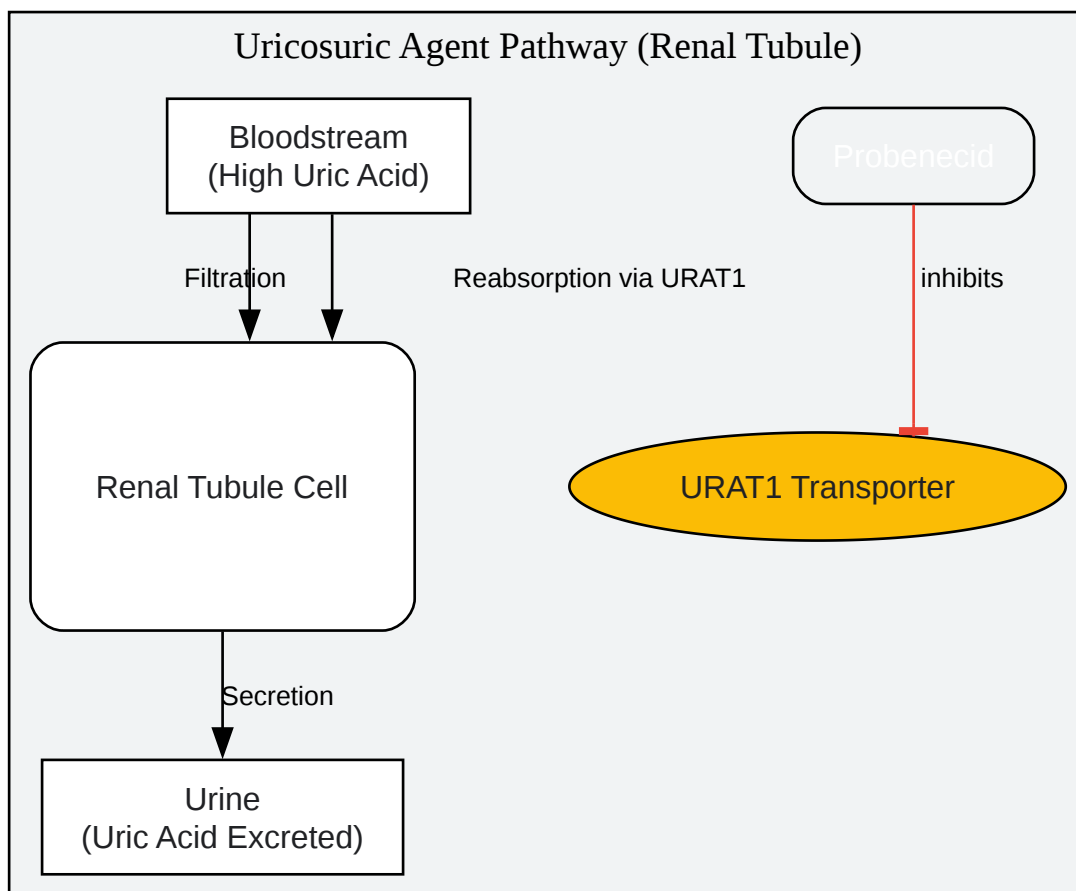 Uricosuric Agent Pathway (Renal Tubule)
Bloodstream
(High Uric Acid)
Probenecid
Filtration
Reabsorption via URAT1
inhibits
Renal Tubule Cell
URAT1 Transporter
Secretion
Urine
(Uric Acid Excreted)